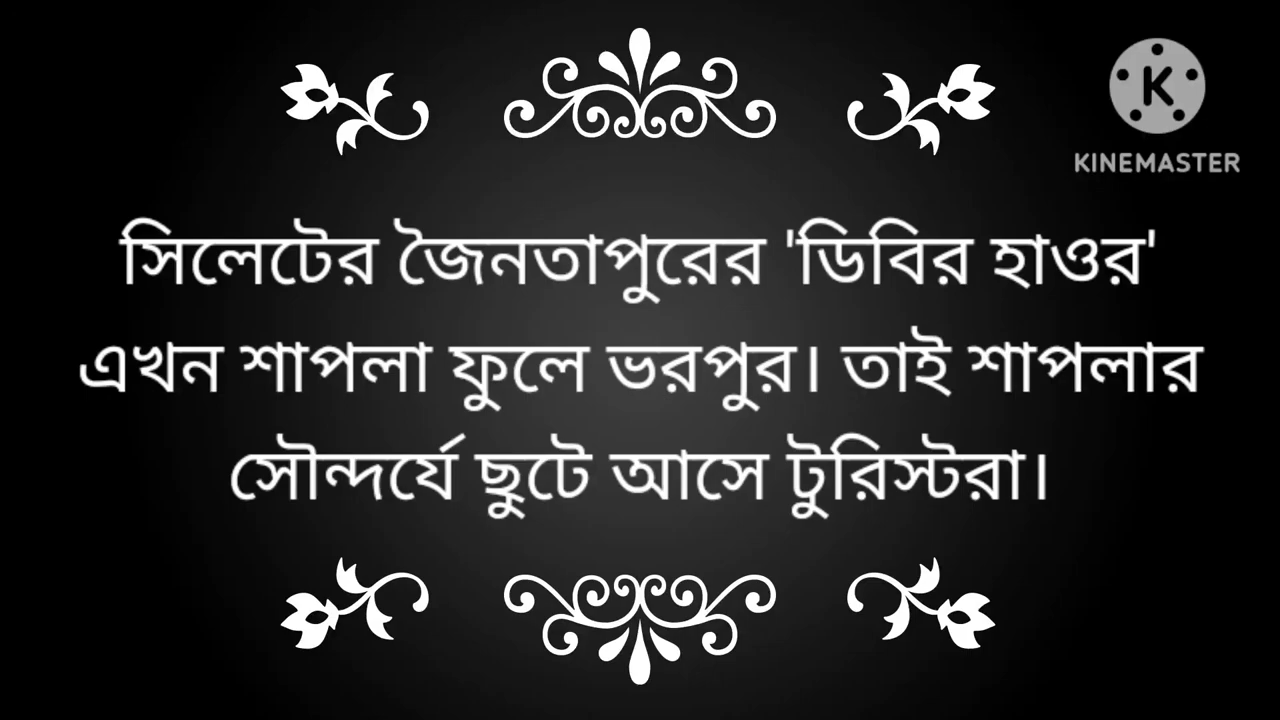 KINEMASTER
সিলেটের জৈনতাপুরের 'ডিবির হাওর'
এখন শাপলা ফুলে ভরপুর। তাই শাপলার
সৌন্দর্যে ছুটে আসে টুরিস্টরা।